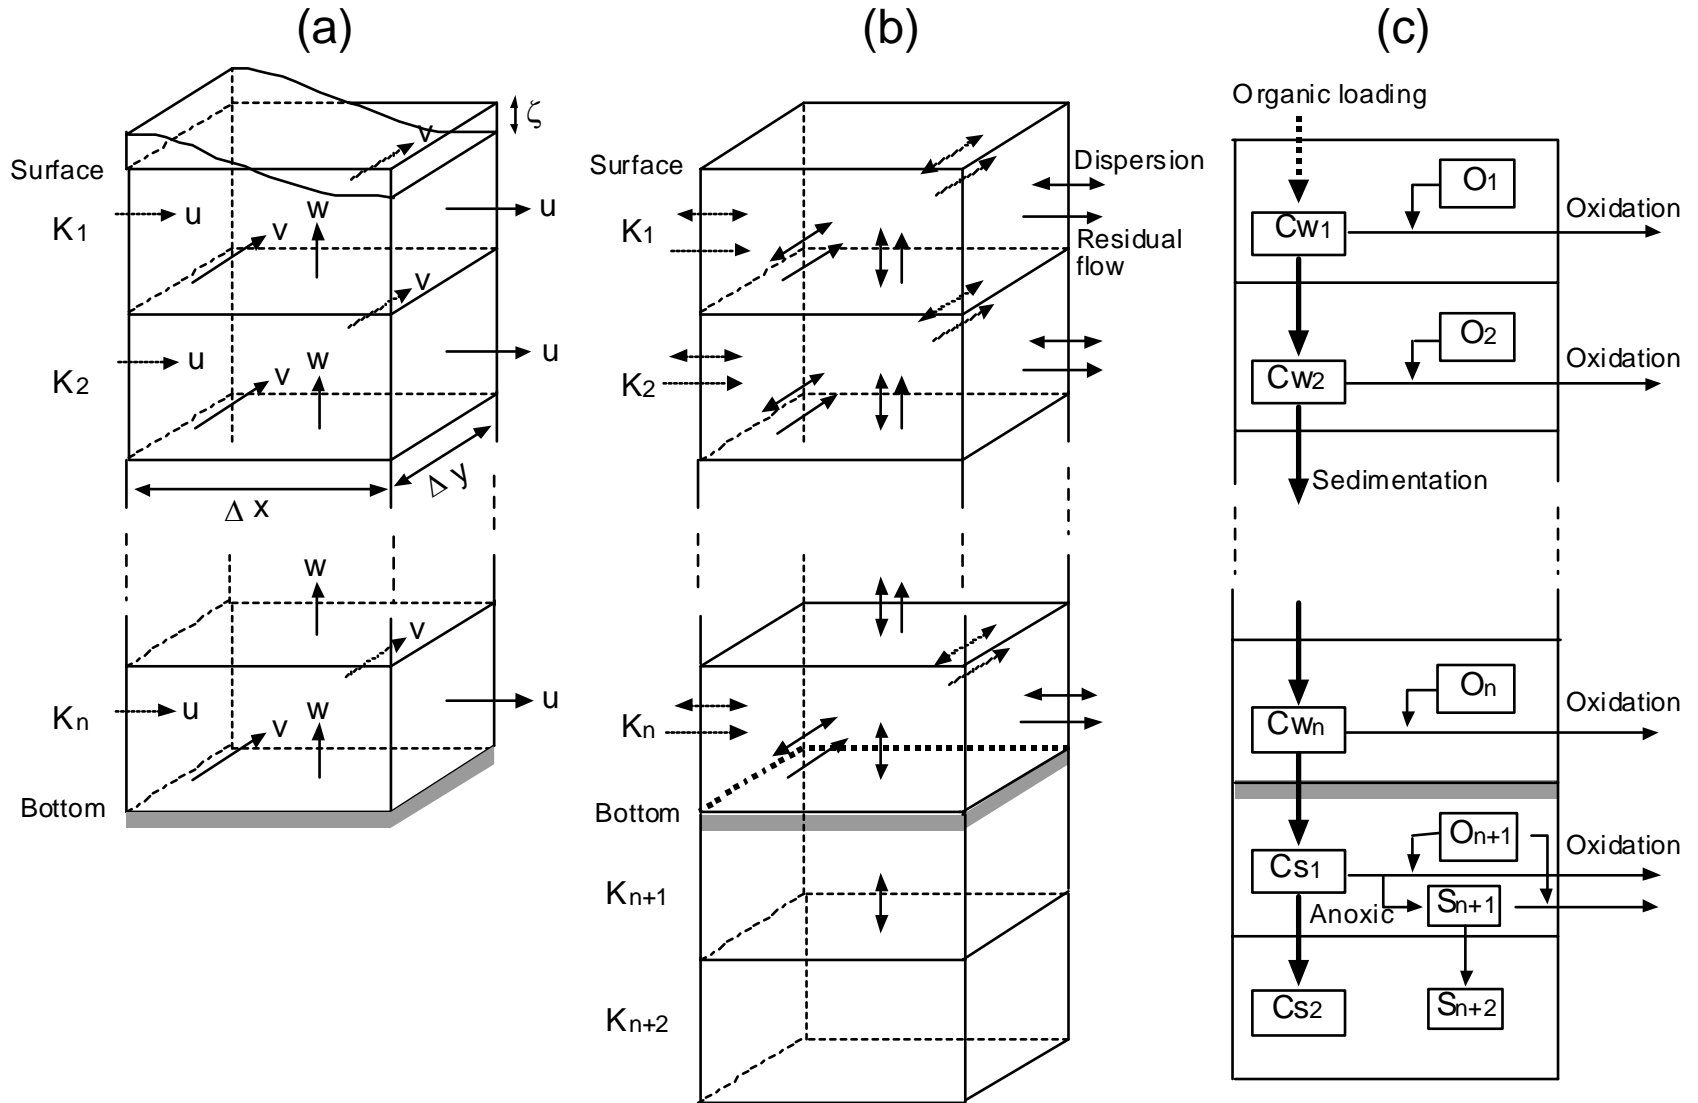 (a)
ζ
v
Surface
K1
u
w
u
v
v
K2
u
w
u
v
Δ x
Δ y
w
v
Kn
u
w
u
v
Bottom
(b)
Surface
Dispersion
K1
Residual
flow
K2
Kn
Bottom
Kn+1
Kn+2
(c)
Organic loading
O1
Cw1
Oxidation
O2
Cw2
Oxidation
Sedimentation
On
Cwn
Oxidation
On+1
Cs1
Oxidation
Anoxic
Sn+1
Cs2
Sn+2